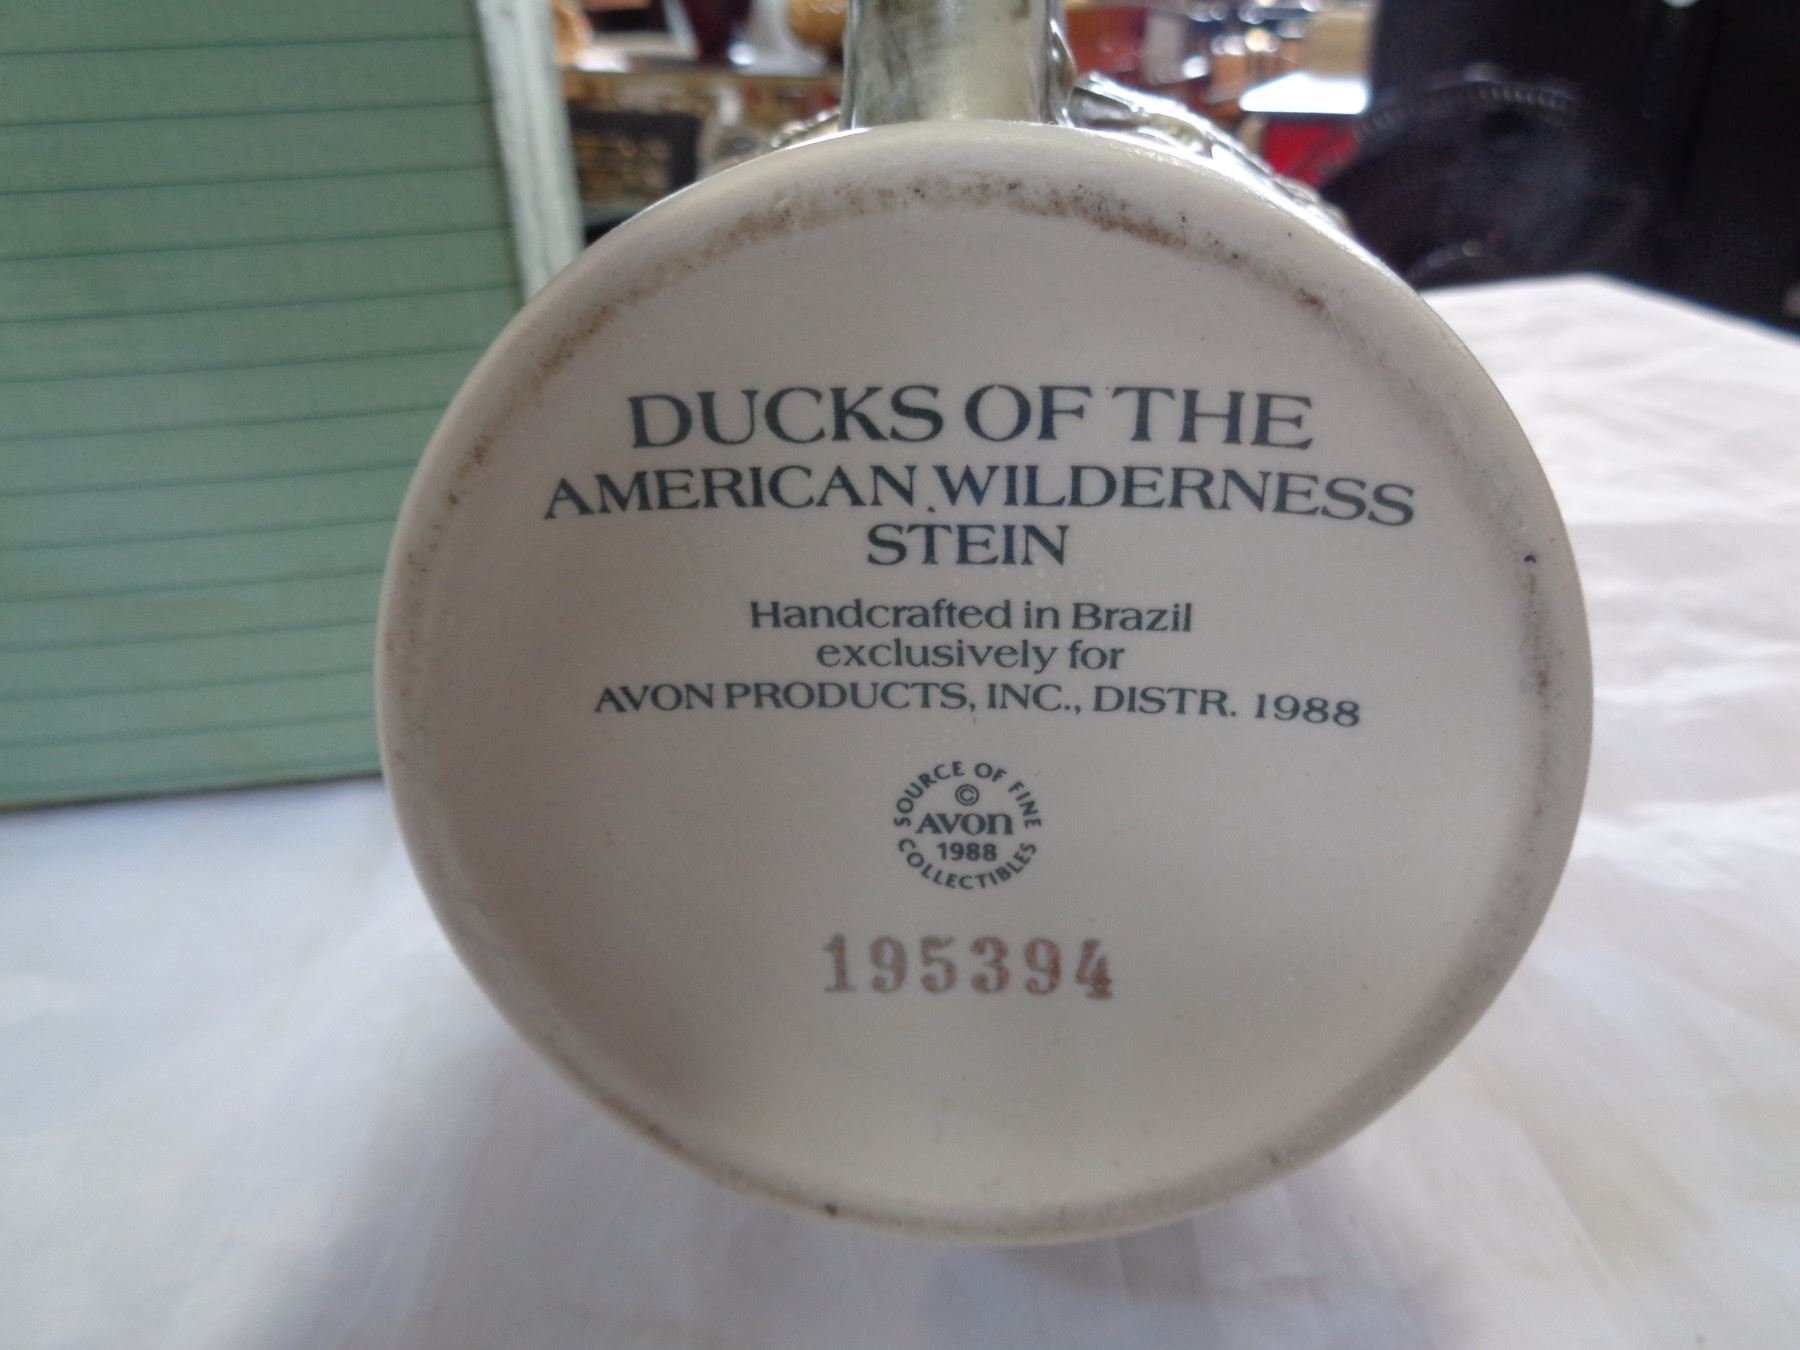 DUCKS OF THE
AMERICAN WILDERNESS
STEIN
Handcrafted in Brazil
exclusively for
AVON PRODUCTS, INC., DISTR. 1988
SOURCE OF FINE
©
AVON
1988
COLLECTIBLES
195394